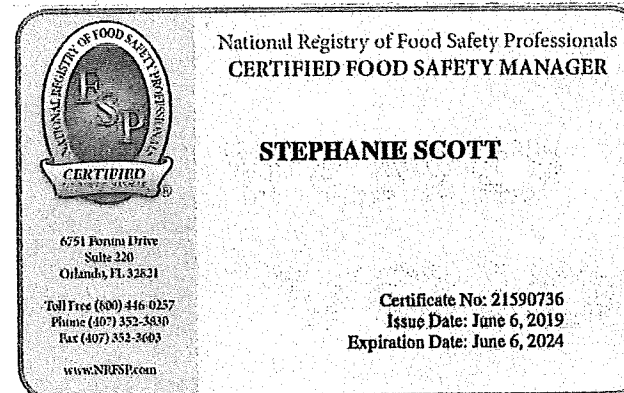 NATIONAL REGISTRY OF FOOD SAFETY PROFESSIONALS
FSP
CERTIFIED
®
6751 Forum Drive
Suite 220
Orlando, FL 32821
Toll Free (800) 446-0257
Phone (407) 352-3830
Fax (407) 352-3603
www.NRFSP.com
National Registry of Food Safety Professionals
CERTIFIED FOOD SAFETY MANAGER
STEPHANIE SCOTT
Certificate No: 21590736
Issue Date: June 6, 2019
Expiration Date: June 6, 2024